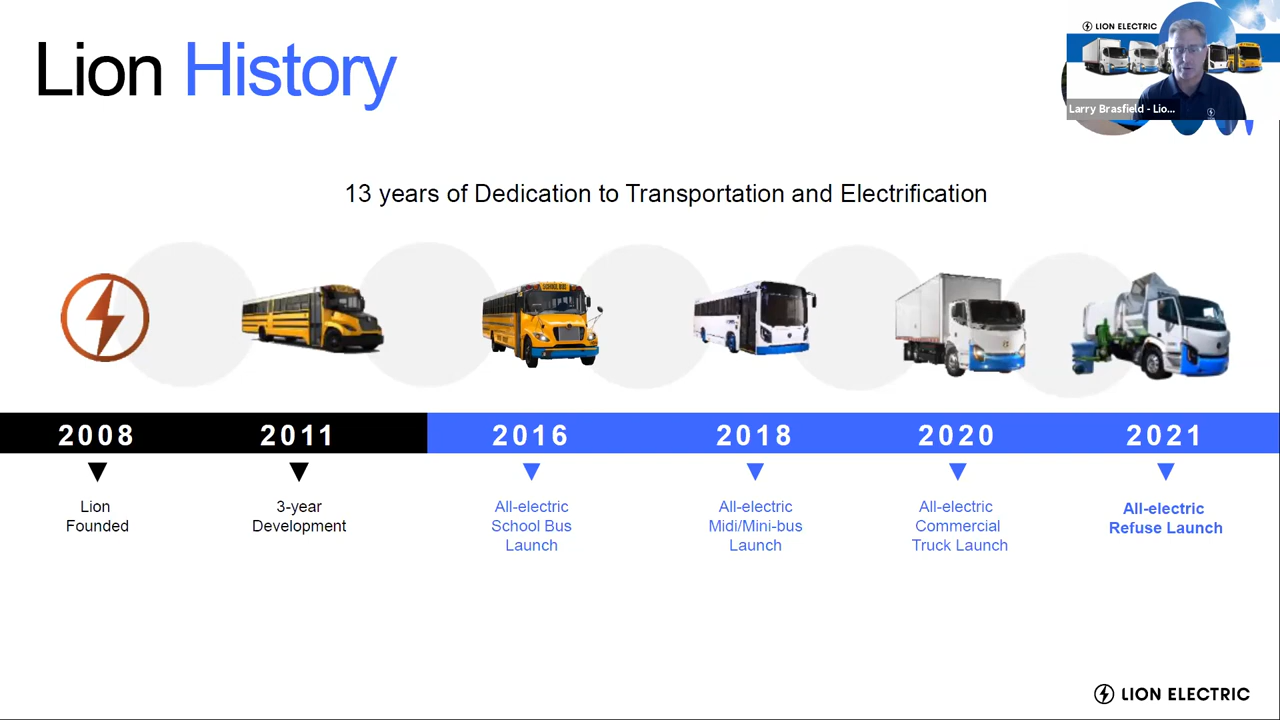 Lion History
LION ELECTRIC
Larry Brasfield - Lio...
13 years of Dedication to Transportation and Electrification
SCHOOL BUS
2008
2011
2016
2018
2020
2021
Lion
Founded
3-year
Development
All-electric
School Bus
Launch
All-electric
Midi/Mini-bus
Launch
All-electric
Commercial
Truck Launch
All-electric
Refuse Launch
LION ELECTRIC